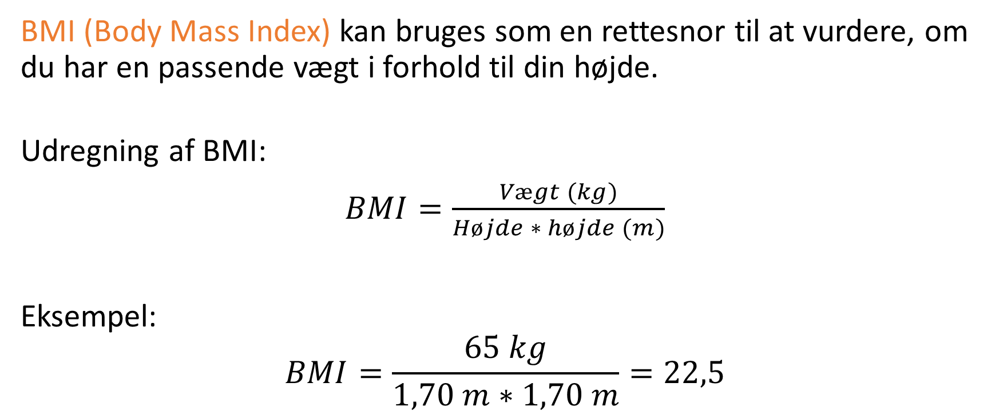 BMI (Body Mass Index) kan bruges som en rettesnor til at vurdere, om
du har en passende vægt i forhold til din højde.
Udregning af BMI:
BMI = Vægt (kg) / Højde * højde (m)
Eksempel:
BMI = 65 kg / 1,70 m * 1,70 m = 22,5